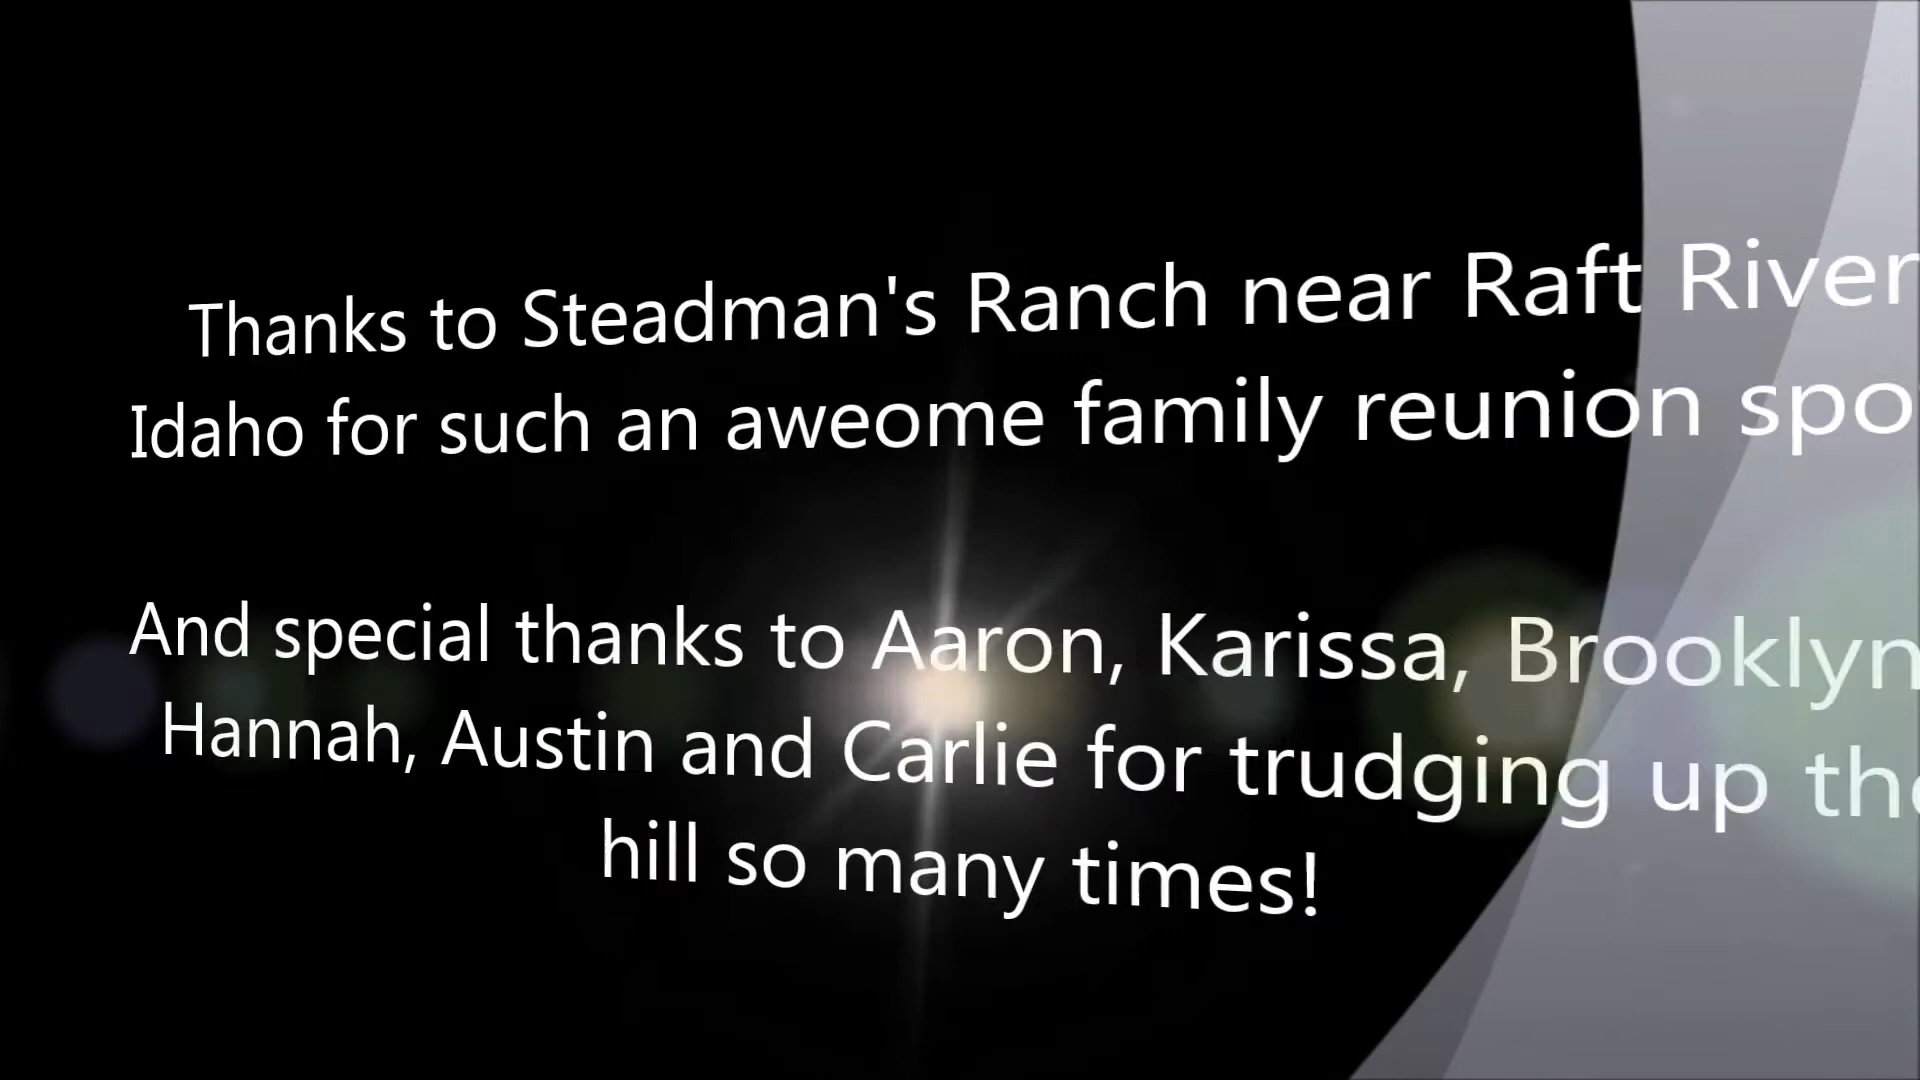 Thanks to Steadman's Ranch near Raft River
Idaho for such an aweome family reunion spo
And special thanks to Aaron, Karissa, Brooklyn
Hannah, Austin and Carlie for trudging up the
hill so many times!